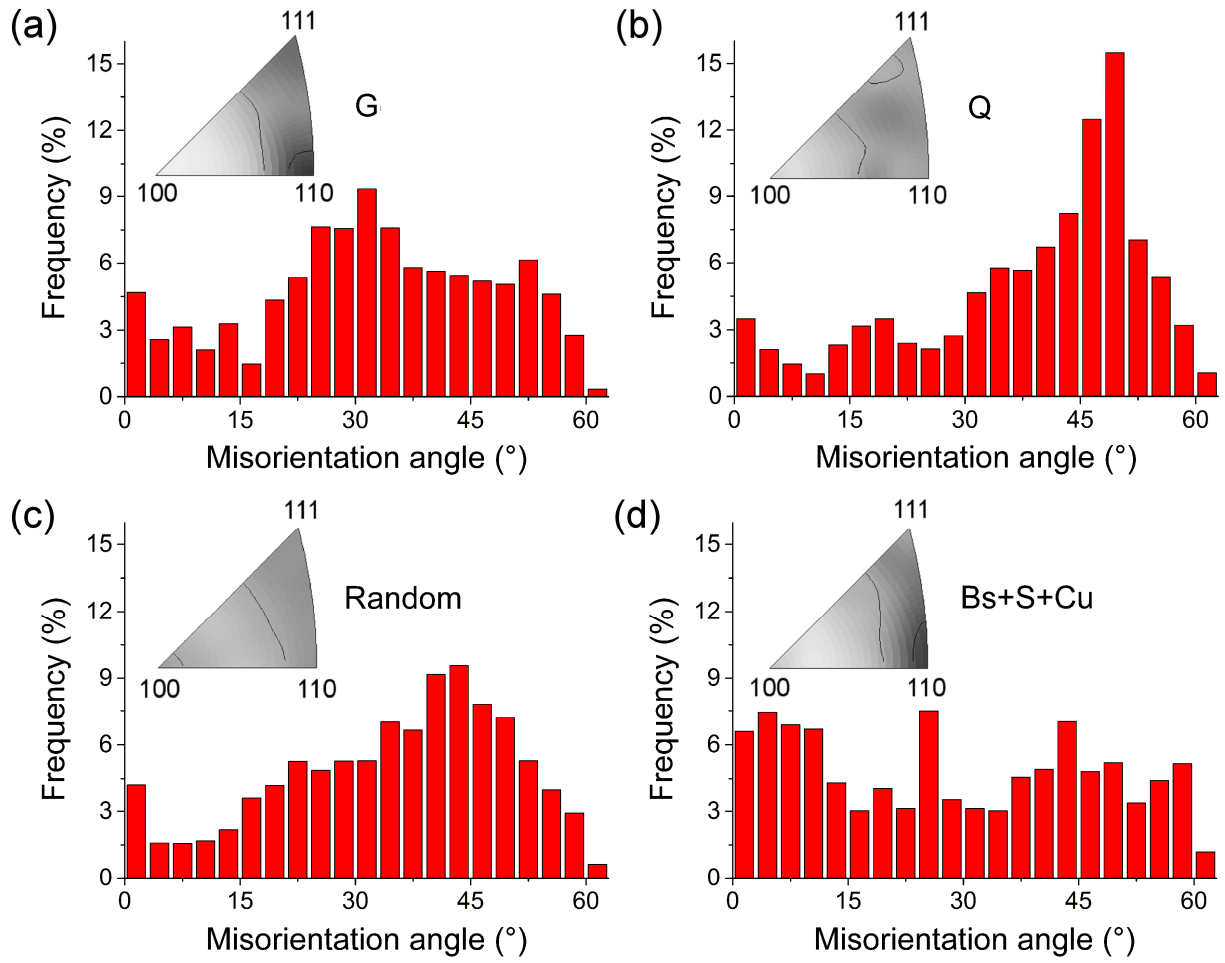 (a)
111
G
100
110
15
12
9
6
3
0
Frequency (%)
0 15 30 45 60
Misorientation angle (°)
(b)
111
Q
100
110
15
12
9
6
3
0
Frequency (%)
0 15 30 45 60
Misorientation angle (°)
(c)
111
Random
100
110
15
12
9
6
3
0
Frequency (%)
0 15 30 45 60
Misorientation angle (°)
(d)
111
Bs+S+Cu
100
110
15
12
9
6
3
0
Frequency (%)
0 15 30 45 60
Misorientation angle (°)